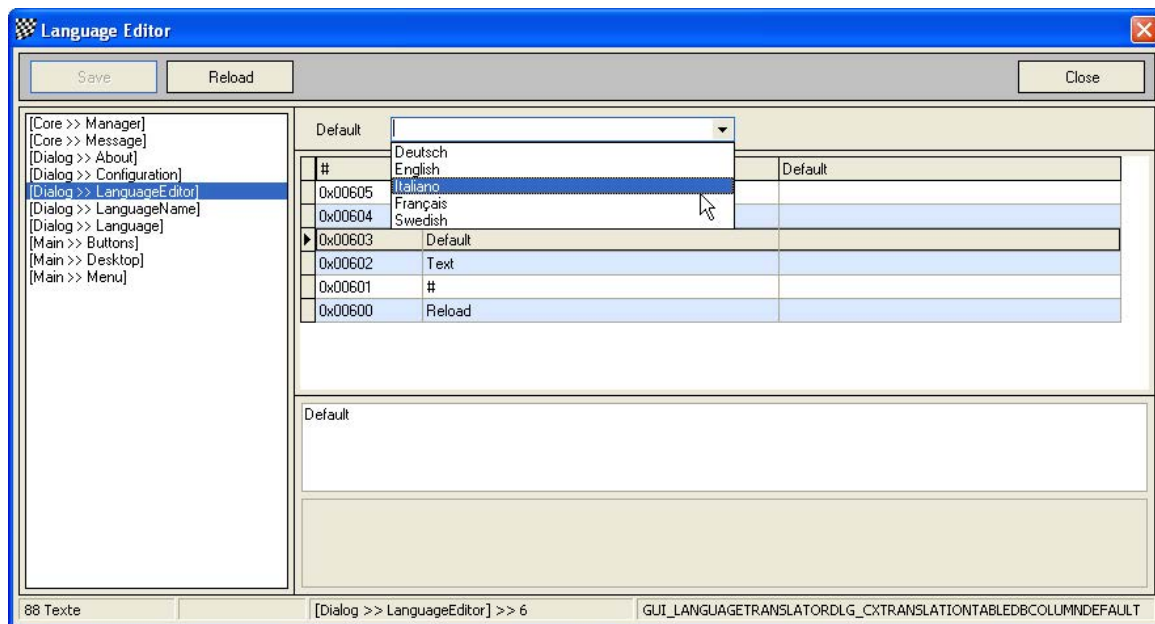 Language Editor
Save Reload Close
[Core >> Manager]
[Core >> Message]
[Dialog >> About]
[Dialog >> Configuration]
[Dialog >> LanguageEditor]
[Dialog >> LanguageName]
[Dialog >> Language]
[Main >> Buttons]
[Main >> Desktop]
[Main >> Menu]
Default
Deutsch
English
Italiano
Français
Swedish
# Default
0x00605
0x00604
0x00603 Default
0x00602 Text
0x00601 #
0x00600 Reload
Default
88 Texte [Dialog >> LanguageEditor] >> 6 GUI_LANGUAGETRANSLATORDLG_CXTRANSLATIONTABLEDBCOLUMNDEFAULT